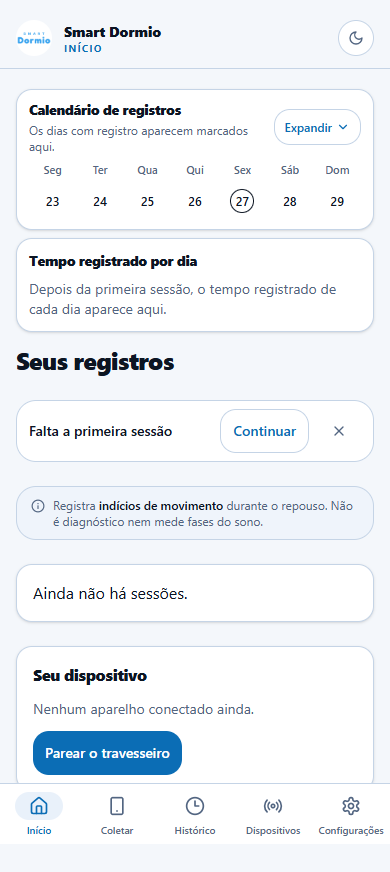 SMART
Dormio
Smart Dormio
INÍCIO
Calendário de registros
Os dias com registro aparecem marcados
aqui.
Expandir
Seg Ter Qua Qui Sex Sáb Dom
23 24 25 26 27 28 29
Tempo registrado por dia
Depois da primeira sessão, o tempo registrado de
cada dia aparece aqui.
Seus registros
Falta a primeira sessão
Continuar
Registra indícios de movimento durante o repouso. Não
é diagnóstico nem mede fases do sono.
Ainda não há sessões.
Seu dispositivo
Nenhum aparelho conectado ainda.
Parear o travesseiro
Início Coletar Histórico Dispositivos Configurações